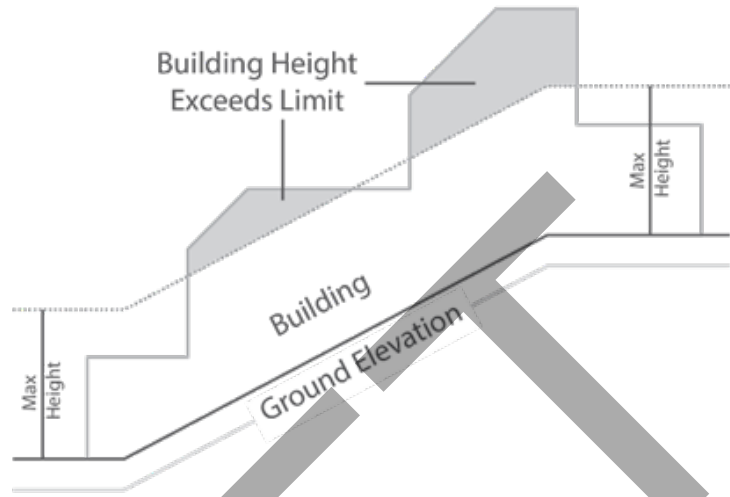 Building Height
Exceeds Limit
Max
Height
Building
Ground Elevation
Max
Height